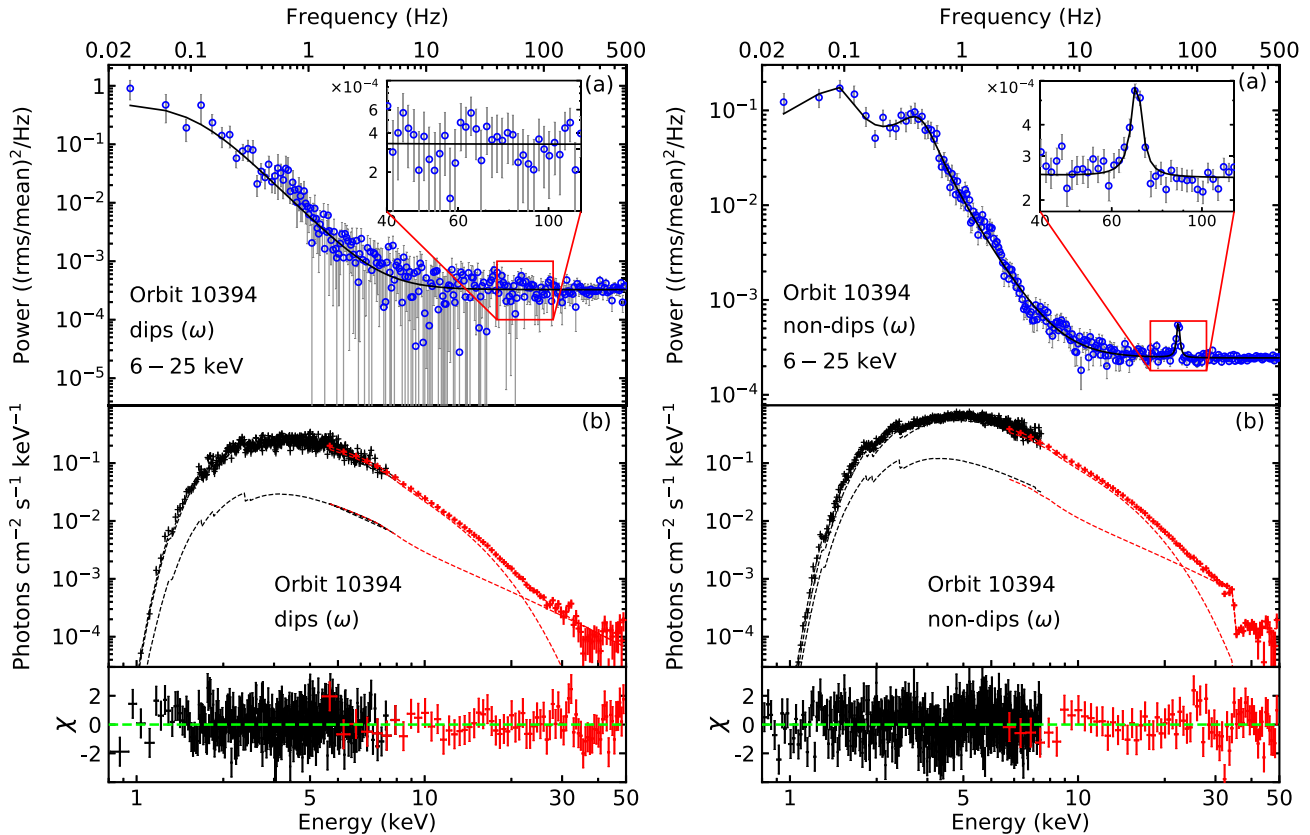 Frequency (Hz)
0.02 0.1 1 10 100 500
Power ((rms/mean)²/Hz)
1
10⁻¹
10⁻²
10⁻³
10⁻⁴
10⁻⁵
(a)
×10⁻⁴
6
4
2
40 60 100
Orbit 10394
dips (ω)
6 − 25 keV
Photons cm⁻² s⁻¹ keV⁻¹
10⁻¹
10⁻²
10⁻³
10⁻⁴
(b)
Orbit 10394
dips (ω)
χ
2
0
-2
1 5 10 30 50
Energy (keV)
Frequency (Hz)
0.02 0.1 1 10 100 500
Power ((rms/mean)²/Hz)
10⁻¹
10⁻²
10⁻³
10⁻⁴
(a)
×10⁻⁴
4
3
2
40 60 100
Orbit 10394
non-dips (ω)
6 − 25 keV
Photons cm⁻² s⁻¹ keV⁻¹
10⁻¹
10⁻²
10⁻³
10⁻⁴
(b)
Orbit 10394
non-dips (ω)
χ
2
0
-2
1 5 10 30 50
Energy (keV)